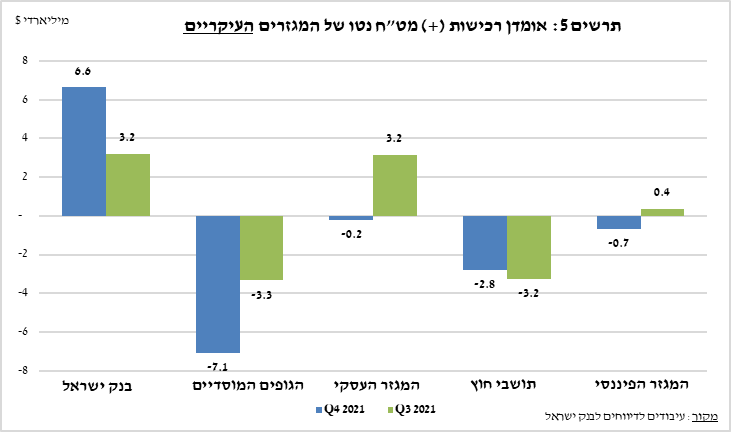 תרשים 5: אומדן רכישות (+) מט"ח נטו של המגזרים העיקריים
מיליארדי $
8
6
4
2
-
-2
-4
-6
-8
6.6
3.2
-7.1
-3.3
-0.2
3.2
-2.8
-3.2
-0.7
0.4
בנק ישראל
הגופים המוסדיים
המגזר העסקי
תושבי חוץ
המגזר הפיננסי
Q4 2021
Q3 2021
מקור: עיבודים לדיווחים לבנק ישראל